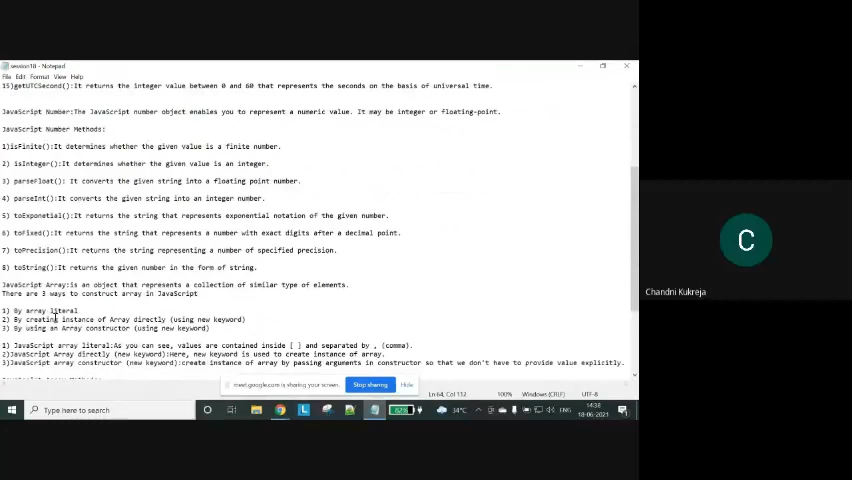 session18 - Notepad
File Edit Format View Help
15)getUTCSecond():It returns the integer value between 0 and 60 that represents the seconds on the basis of universal time.
JavaScript Number:The JavaScript number object enables you to represent a numeric value. It may be integer or floating-point.
JavaScript Number Methods:
1)isFinite():It determines whether the given value is a finite number.
2) isInteger():It determines whether the given value is an integer.
3) parseFloat(): It converts the given string into a floating point number.
4) parseInt():It converts the given string into an integer number.
5) toExponetial():It returns the string that represents exponential notation of the given number.
6) toFixed():It returns the string that represents a number with exact digits after a decimal point.
7) toPrecision():It returns the string representing a number of specified precision.
8) toString():It returns the given number in the form of string.
JavaScript Array:is an object that represents a collection of similar type of elements.
There are 3 ways to construct array in JavaScript
1) By array literal
2) By creating instance of Array directly (using new keyword)
3) By using an Array constructor (using new keyword)
1) JavaScript array literal:As you can see, values are contained inside [ ] and separated by , (comma).
2)JavaScript Array directly (new keyword):Here, new keyword is used to create instance of array.
3)JavaScript array constructor (new keyword):create instance of array by passing arguments in constructor so that we don't have to provide value explicitly.
meet.google.com is sharing your screen.
Stop sharing
Hide
Ln 64, Col 112
100%
Windows (CRLF)
UTF-8
Type here to search
L
62%
34°C
ENG
14:38
18-06-2021
C
Chandni Kukreja